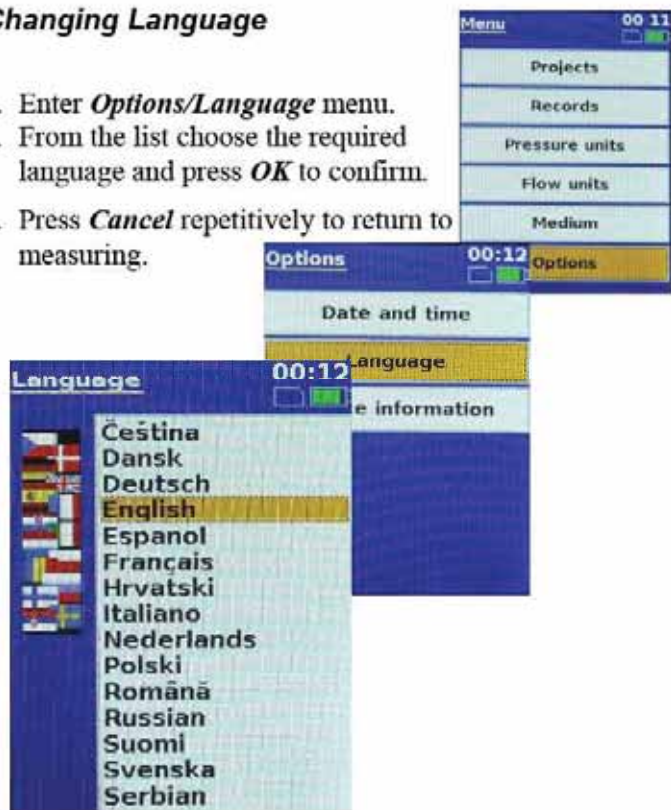 Changing Language
. Enter Options/Language menu.
. From the list choose the required
language and press OK to confirm.
. Press Cancel repetitively to return to
measuring.
Menu 00 11
Projects
Records
Pressure units
Flow units
Medium
Options
Options 00:12
Date and time
Language
e information
Language 00:12
Čeština
Dansk
Deutsch
English
Espanol
Français
Hrvatski
Italiano
Nederlands
Polski
Română
Russian
Suomi
Svenska
Serbian